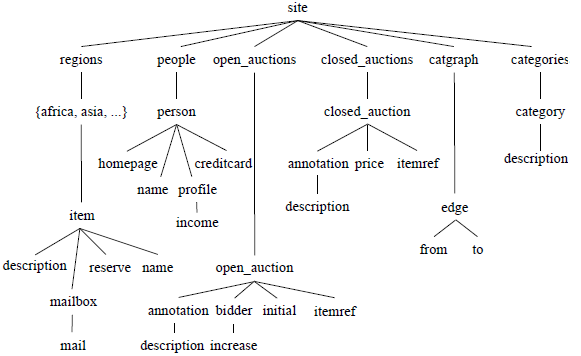 site
regions people open_auctions closed_auctions catgraph categories
{africa, asia, ...} person closed_auction category
homepage creditcard annotation price itemref description
name profile
description
income
item edge
from to
description reserve name open_auction
mailbox
annotation bidder initial itemref
mail description increase